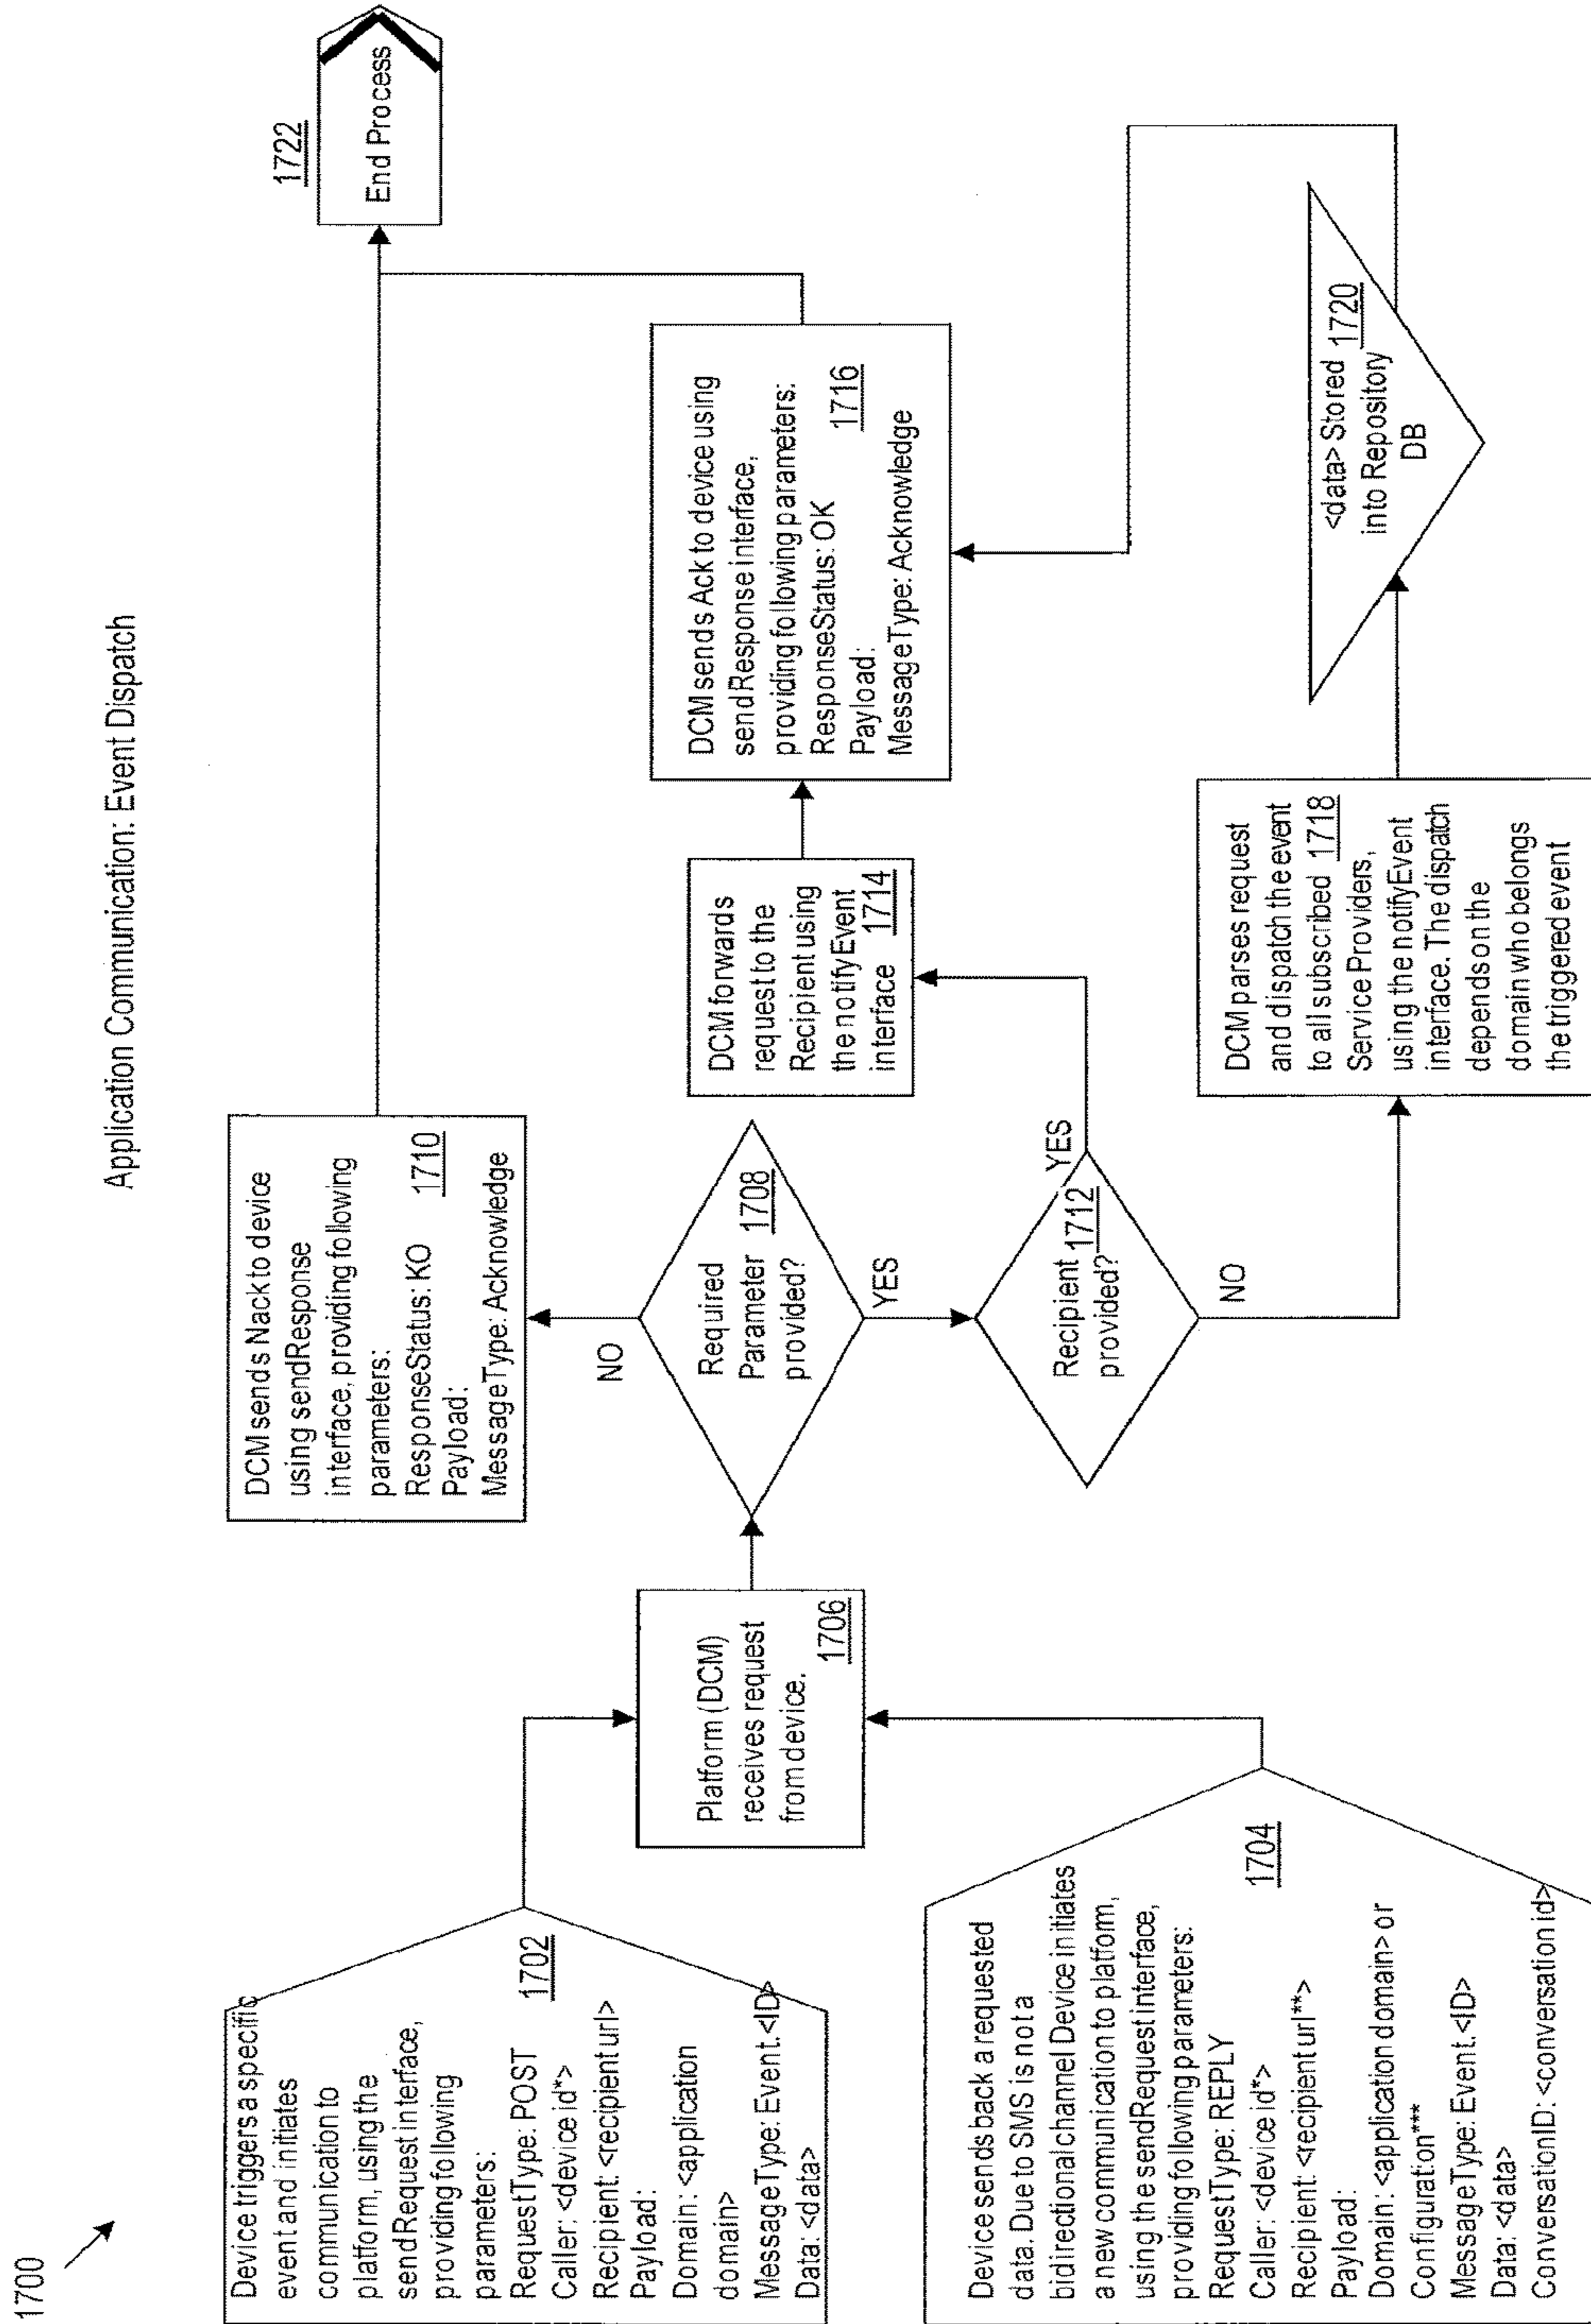 1700
Application Communication: Event Dispatch
Device triggers a specific
event and initiates
communication to
platform, using the
sendRequest interface,
providing following
parameters:
RequestType: POST
1702
Caller: <device id*>
Recipient: <recipient url>
Payload:
Domain: <application
domain>
MessageType: Event.<ID>
Data: <data>
Device sends back a requested
data. Due to SMS is not a
bidirectional channel Device initiates
a new communication to platform,
using the sendRequest interface,
providing following parameters:
RequestType: REPLY
Caller: <device id*>
1704
Recipient: <recipient url**>
Payload:
Domain: <application domain> or
Configuration***
MessageType: Event.<ID>
Data: <data>
ConversationID: <conversation id>
Platform (DCM)
receives request
from device.
1706
Required
Parameter 1708
provided?
NO
YES
DCM sends Nack to device
using sendResponse
interface, providing following
parameters:
ResponseStatus: KO 1710
Payload:
MessageType: Acknowledge
Recipient 1712
provided?
YES
NO
DCM forwards
request to the
Recipient using
the notifyEvent
interface 1714
DCM sends Ack to device using
sendResponse interface,
providing following parameters:
ResponseStatus: OK
Payload: 1716
MessageType: Acknowledge
DCM parses request
and dispatch the event
to all subscribed 1718
Service Providers,
using the notifyEvent
interface. The dispatch
depends on the
domain who belongs
the triggered event
<data> Stored 1720
into Repository
DB
1722
End Process